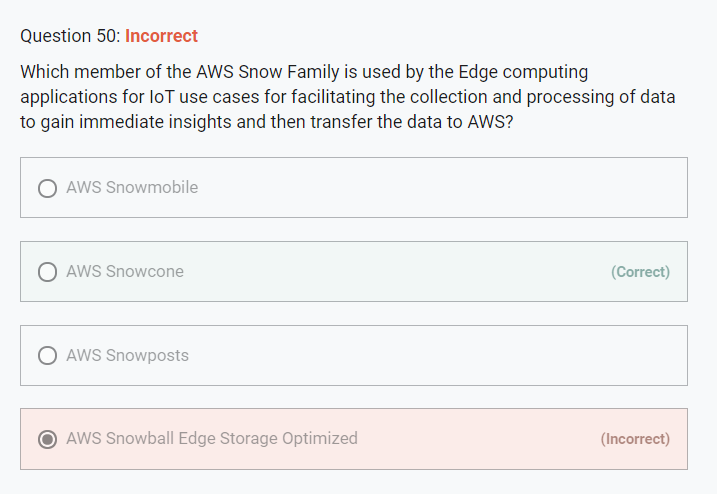 Question 50: Incorrect
Which member of the AWS Snow Family is used by the Edge computing
applications for IoT use cases for facilitating the collection and processing of data
to gain immediate insights and then transfer the data to AWS?
AWS Snowmobile
AWS Snowcone (Correct)
AWS Snowposts
AWS Snowball Edge Storage Optimized (Incorrect)